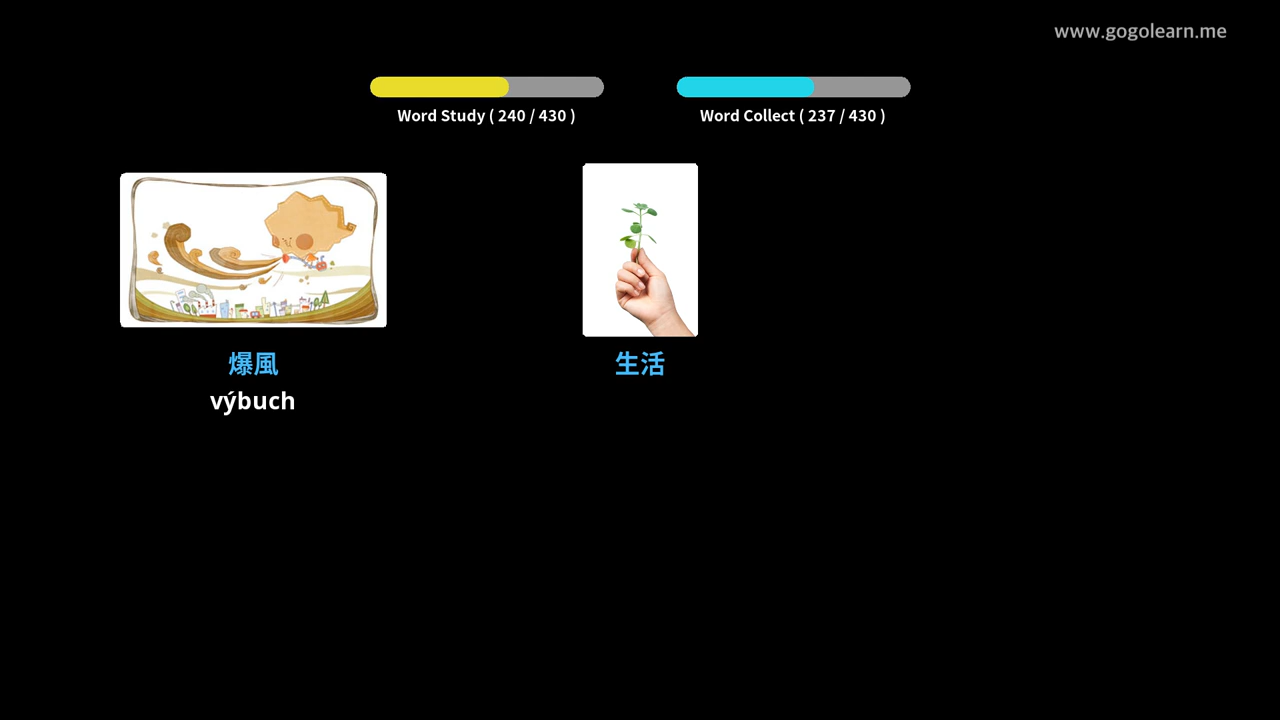 www.gogolearn.me
Word Study ( 240 / 430 )
Word Collect ( 237 / 430 )
爆風
výbuch
生活